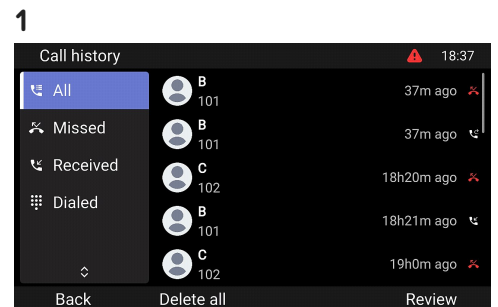 1
Call history 18:37
All
Missed
Received
Dialed
B
101
37m ago
B
101
37m ago
C
102
18h20m ago
B
101
18h21m ago
C
102
19h0m ago
Back Delete all Review